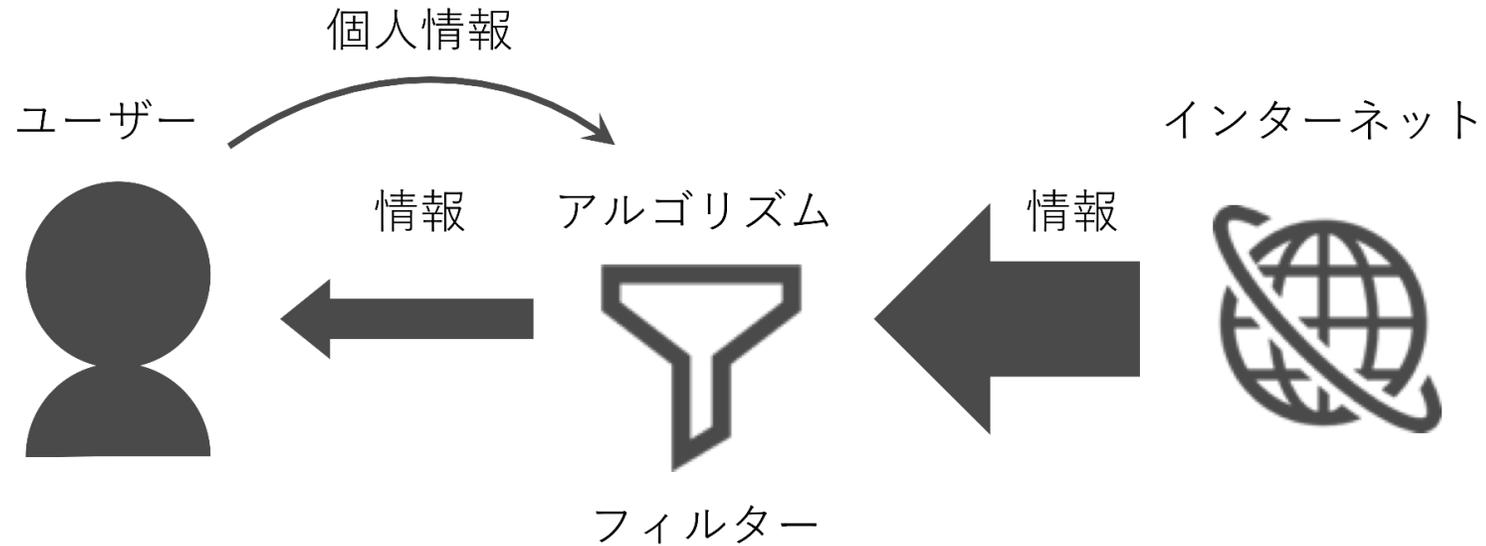 個人情報
ユーザー
インターネット
情報
アルゴリズム
情報
フィルター